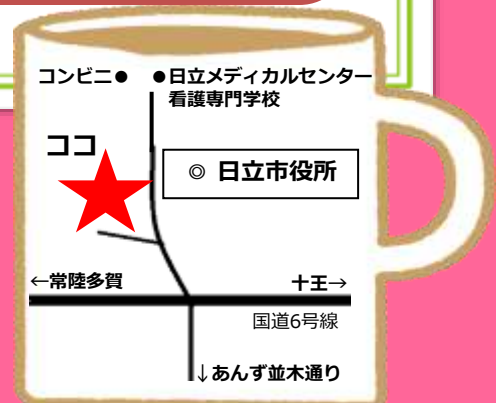 コンビニ● ●日立メディカルセンター
看護専門学校
ココ
◎ 日立市役所
←常陸多賀 十王→
国道6号線
↓あんず並木通り